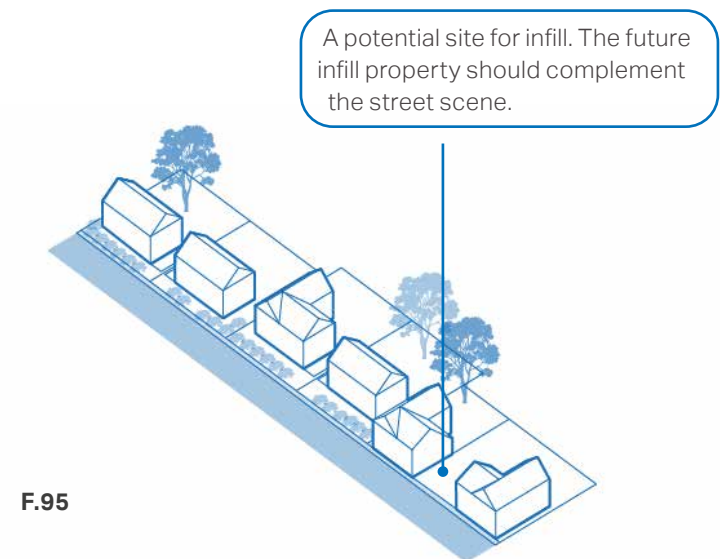 A potential site for infill. The future
infill property should complement
the street scene.
F.95